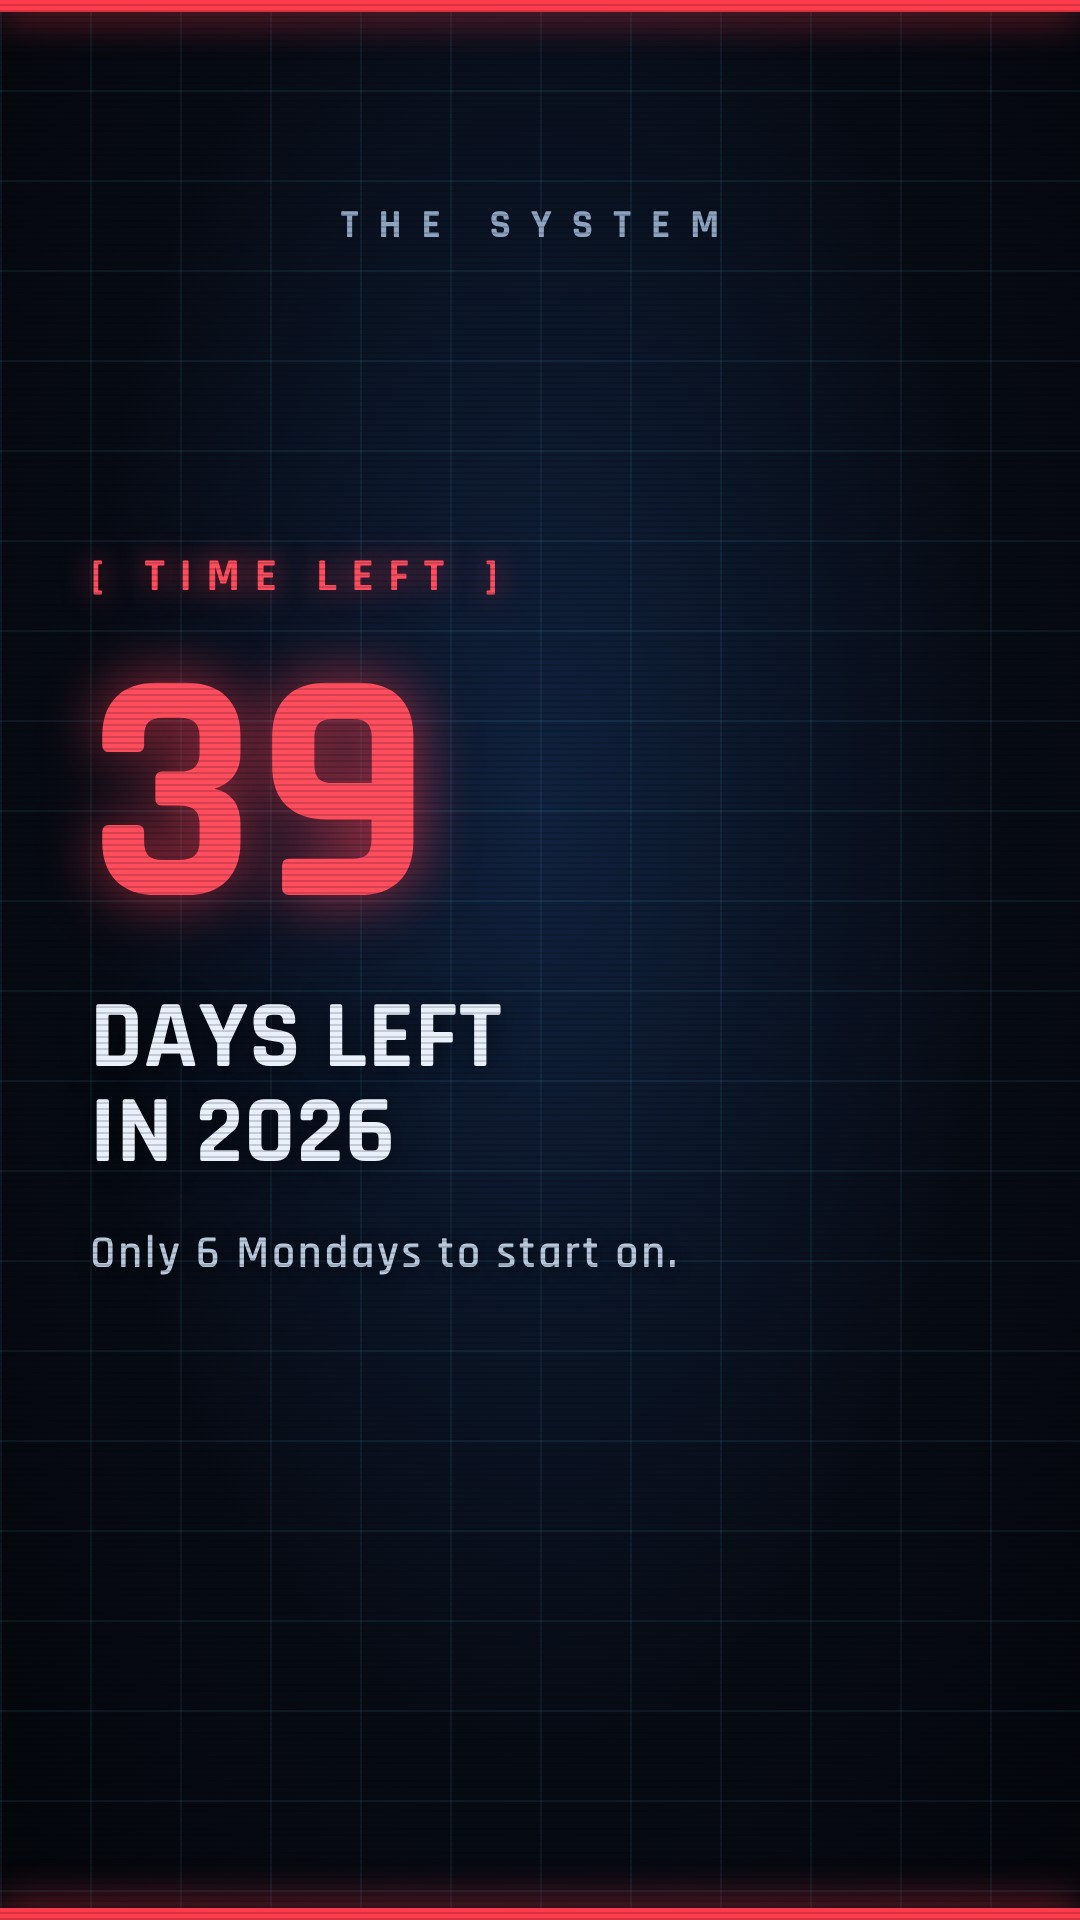 THE SYSTEM
[ TIME LEFT ]
39
DAYS LEFT
IN 2026
Only 6 Mondays to start on.